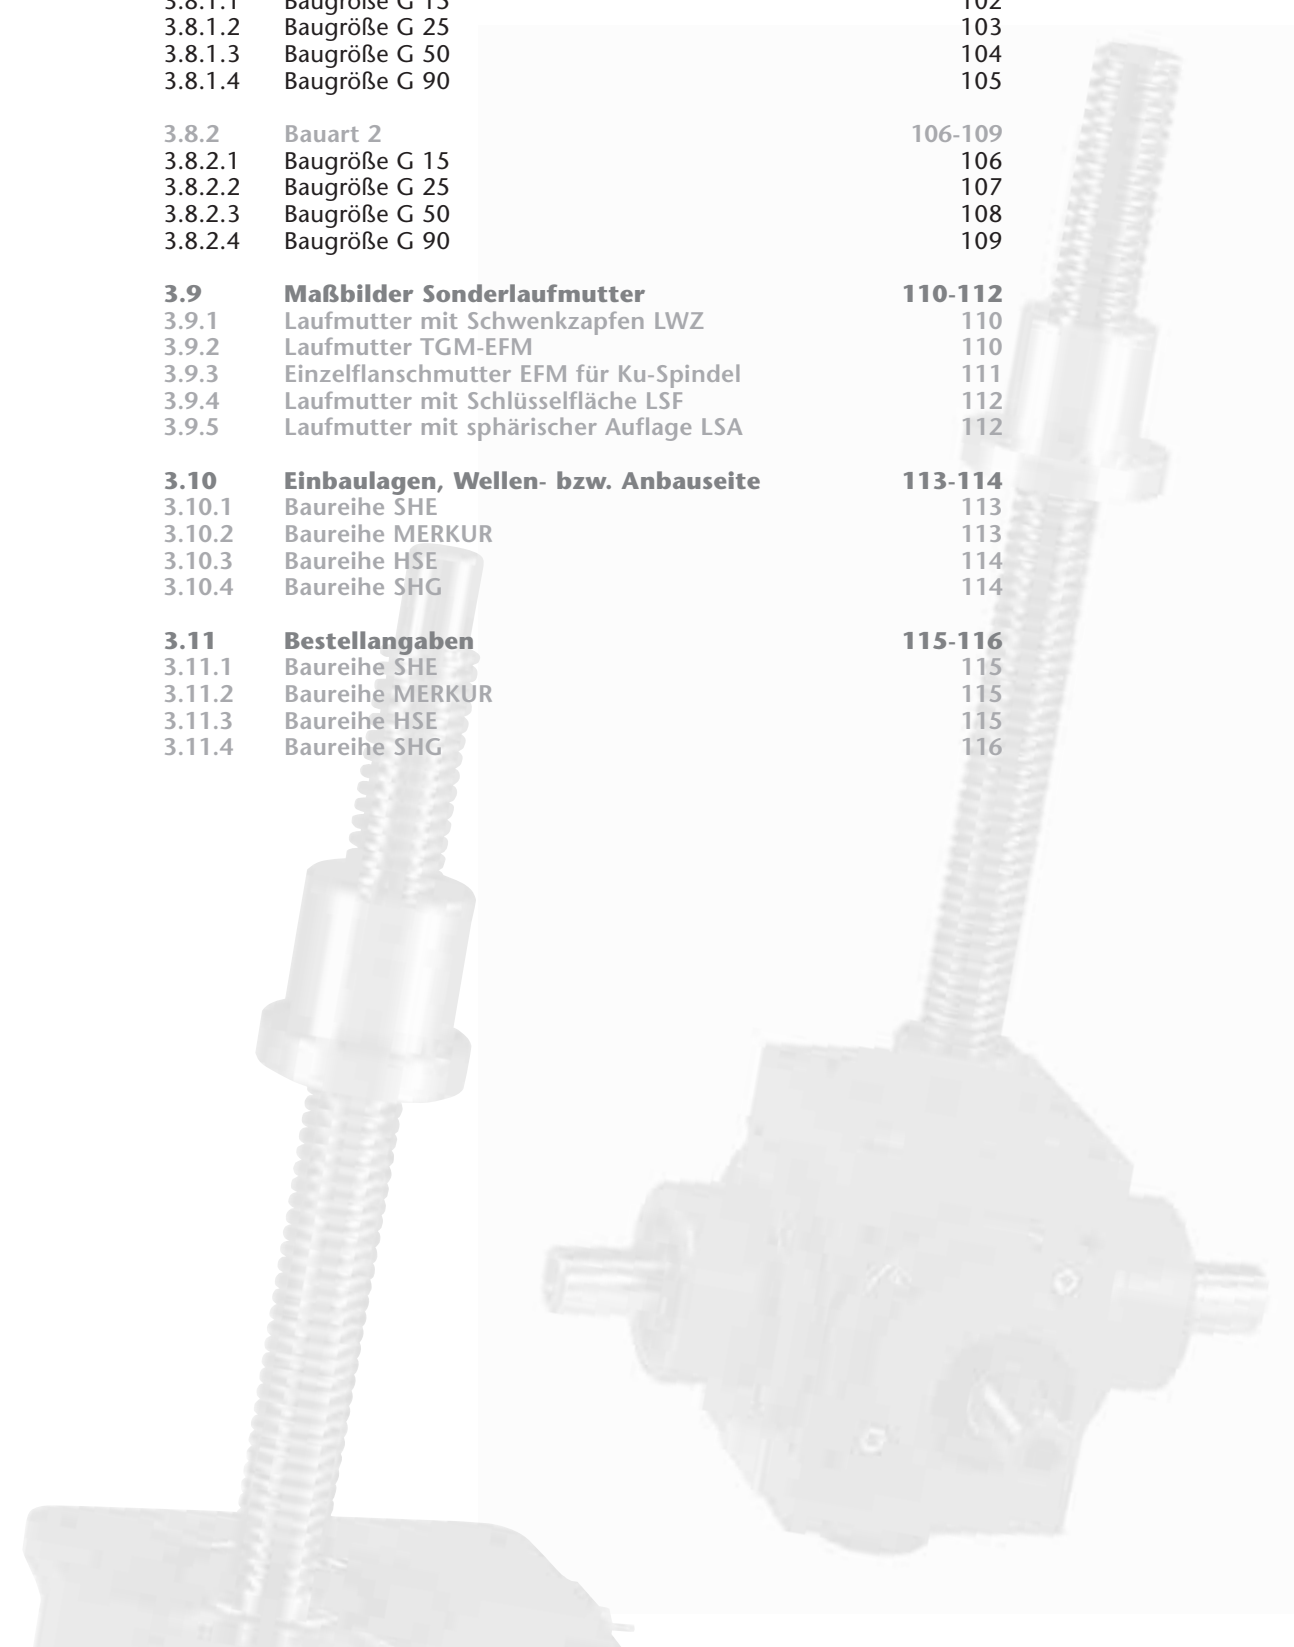 3.8.1.1 Baugröße G 15 102
3.8.1.2 Baugröße G 25 103
3.8.1.3 Baugröße G 50 104
3.8.1.4 Baugröße G 90 105
3.8.2 Bauart 2 106-109
3.8.2.1 Baugröße G 15 106
3.8.2.2 Baugröße G 25 107
3.8.2.3 Baugröße G 50 108
3.8.2.4 Baugröße G 90 109
3.9 Maßbilder Sonderlaufmutter 110-112
3.9.1 Laufmutter mit Schwenkzapfen LWZ 110
3.9.2 Laufmutter TGM-EFM 110
3.9.3 Einzelflanschmutter EFM für Ku-Spindel 111
3.9.4 Laufmutter mit Schlüsselfläche LSF 112
3.9.5 Laufmutter mit sphärischer Auflage LSA 112
3.10 Einbaulagen, Wellen- bzw. Anbauseite 113-114
3.10.1 Baureihe SHE 113
3.10.2 Baureihe MERKUR 113
3.10.3 Baureihe HSE 114
3.10.4 Baureihe SHG 114
3.11 Bestellangaben 115-116
3.11.1 Baureihe SHE 115
3.11.2 Baureihe MERKUR 115
3.11.3 Baureihe HSE 115
3.11.4 Baureihe SHG 116